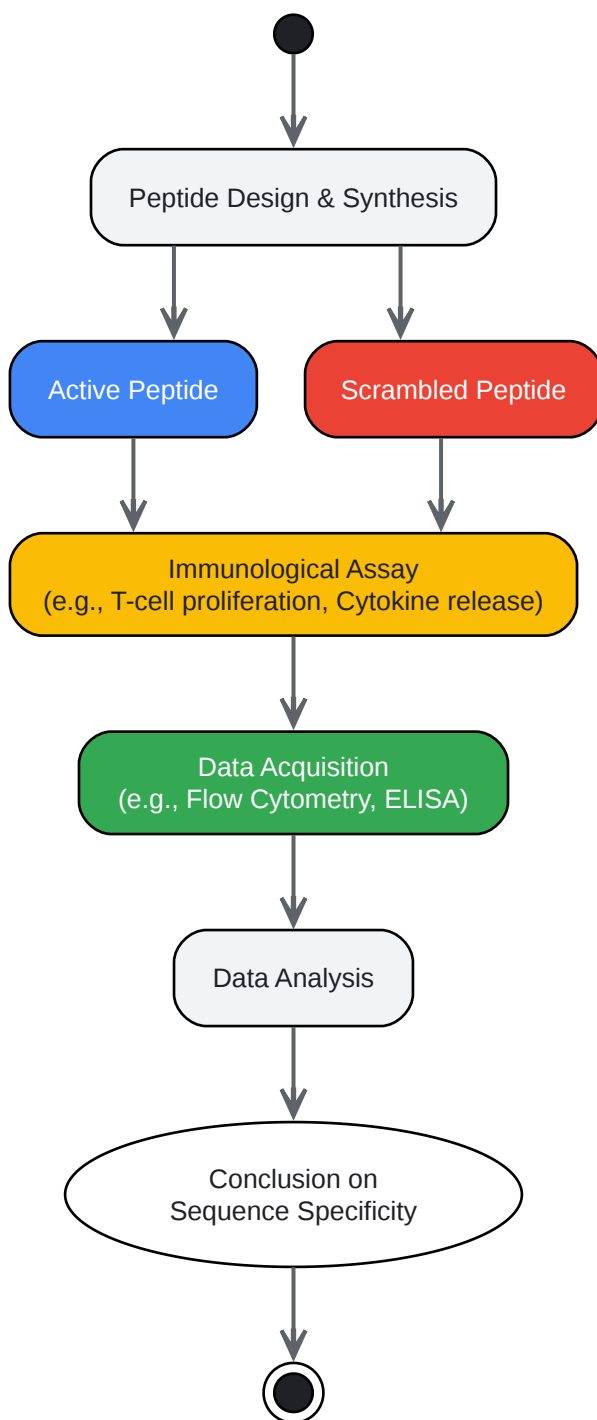 Peptide Design & Synthesis
Active Peptide
Scrambled Peptide
Immunological Assay
(e.g., T-cell proliferation, Cytokine release)
Data Acquisition
(e.g., Flow Cytometry, ELISA)
Data Analysis
Conclusion on
Sequence Specificity